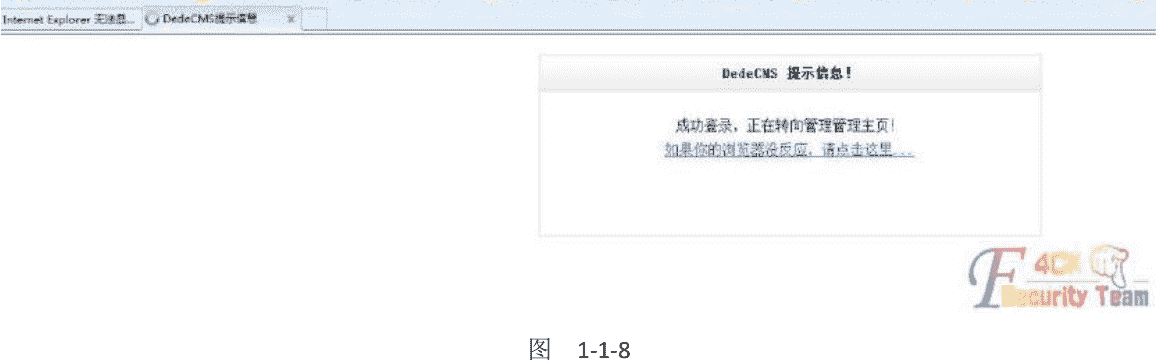 Internet Explorer 无法显... DedeCMS提示信息 x
DedeCMS 提示信息！
成功登录，正在转向管理管理主页！
如果你的浏览器没反应，请点击这里...
F4CK
Security Team
图 1-1-8